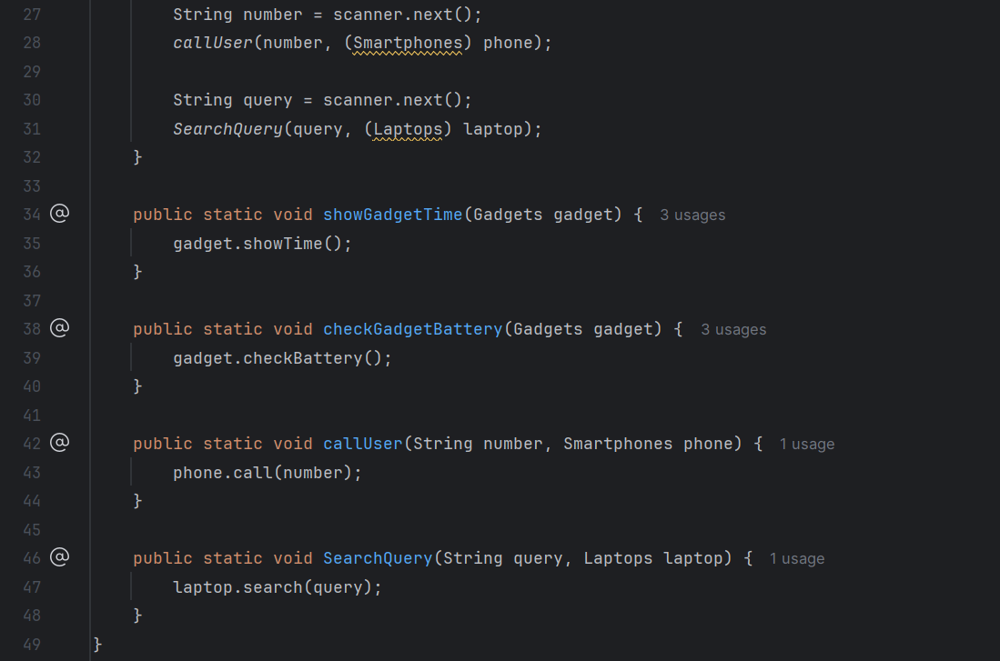 27 String number = scanner.next();
28 callUser(number, (Smartphones) phone);
29
30 String query = scanner.next();
31 SearchQuery(query, (Laptops) laptop);
32 }
33
34 @ public static void showGadgetTime(Gadgets gadget) { 3 usages
35 gadget.showTime();
36 }
37
38 @ public static void checkGadgetBattery(Gadgets gadget) { 3 usages
39 gadget.checkBattery();
40 }
41
42 @ public static void callUser(String number, Smartphones phone) { 1 usage
43 phone.call(number);
44 }
45
46 @ public static void SearchQuery(String query, Laptops laptop) { 1 usage
47 laptop.search(query);
48 }
49 }